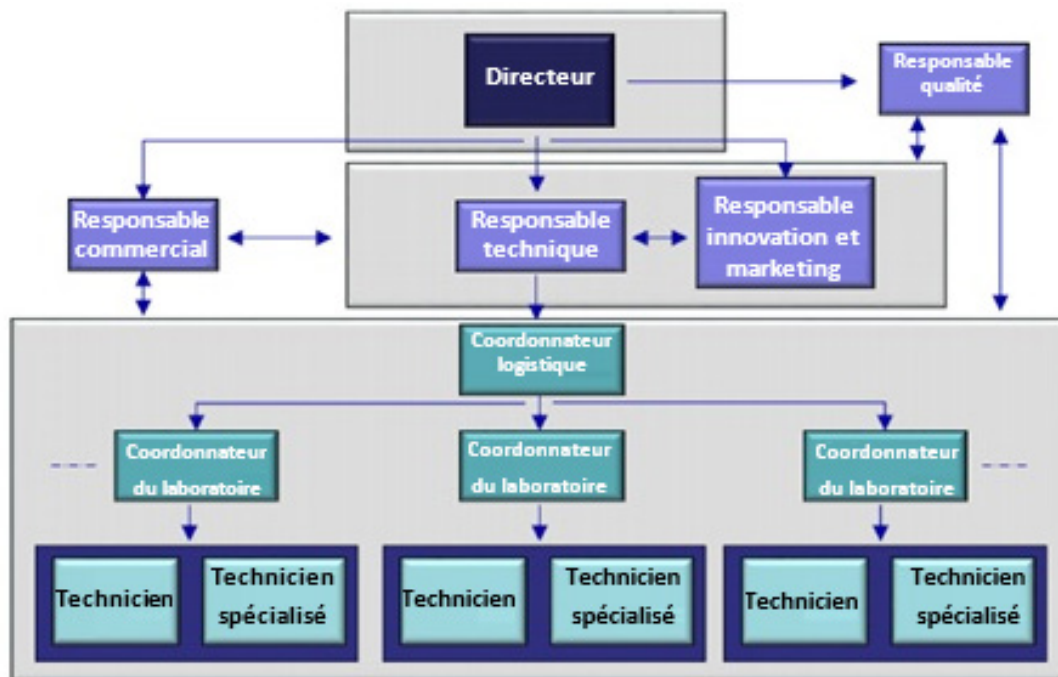 Directeur
Responsable
qualité
Responsable
commercial
Responsable
technique
Responsable
innovation et
marketing
Coordonnateur
logistique
Coordonnateur
du laboratoire
Coordonnateur
du laboratoire
Coordonnateur
du laboratoire
Technicien
Technicien
spécialisé
Technicien
Technicien
spécialisé
Technicien
Technicien
spécialisé